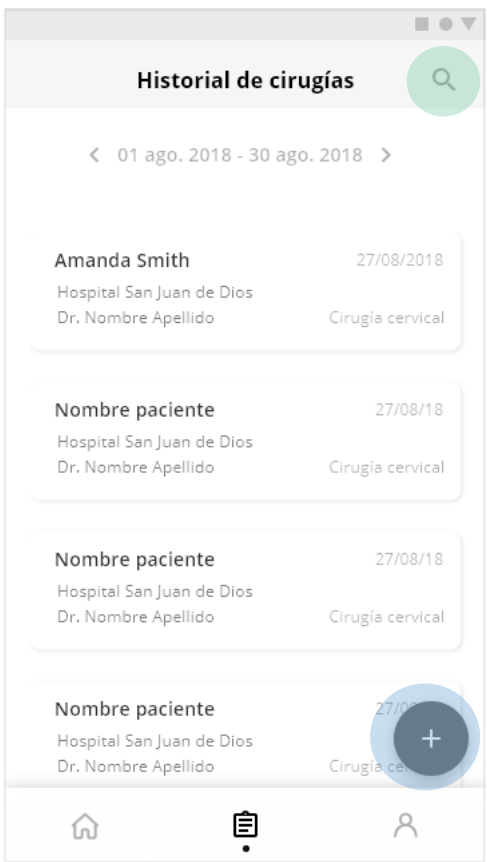 Historial de cirugías
01 ago. 2018 - 30 ago. 2018
Amanda Smith 27/08/2018
Hospital San Juan de Dios
Dr. Nombre Apellido Cirugía cervical
Nombre paciente 27/08/18
Hospital San Juan de Dios
Dr. Nombre Apellido Cirugía cervical
Nombre paciente 27/08/18
Hospital San Juan de Dios
Dr. Nombre Apellido Cirugía cervical
Nombre paciente
Hospital San Juan de Dios
Dr. Nombre Apellido Cirugía